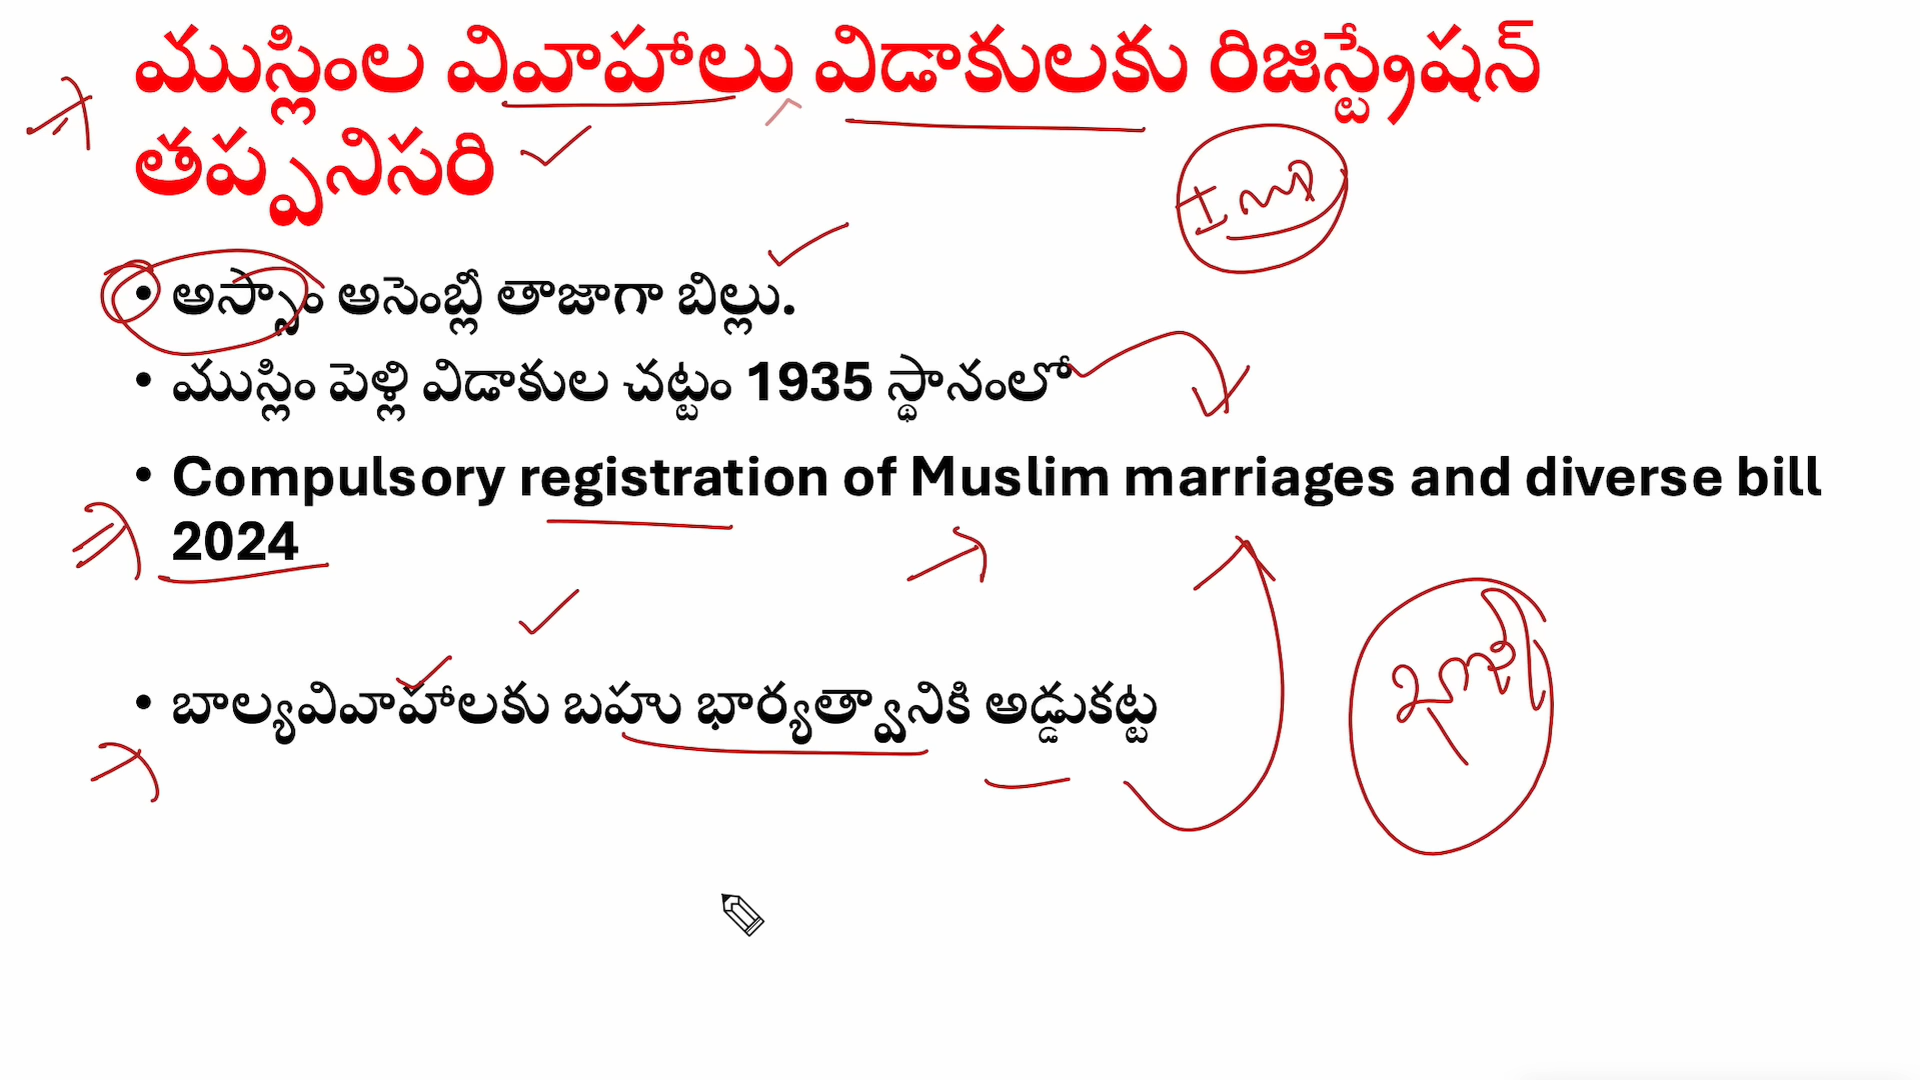 ముస్లింల వివాహాలు విడాకులకు రిజిస్ట్రేషన్
తప్పనిసరి
Imp
• అస్సాం అసెంబ్లీ తాజాగా బిల్లు.
• ముస్లిం పెళ్లి విడాకుల చట్టం 1935 స్థానంలో
• Compulsory registration of Muslim marriages and diverse bill
2024
• బాల్యవివాహాలకు బహు భార్యత్వానికి అడ్డుకట్ట